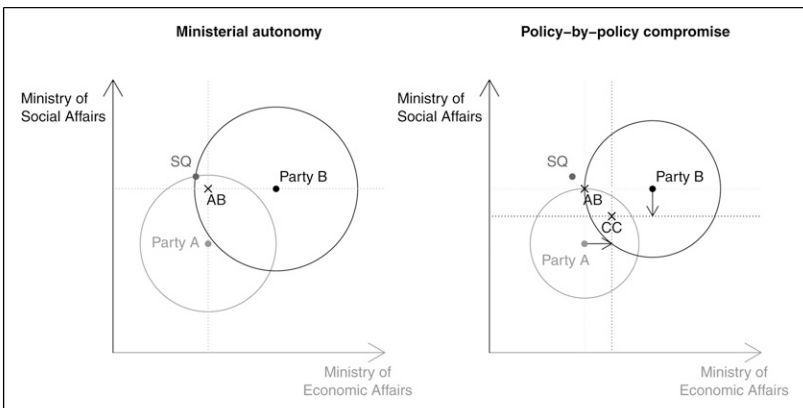 Ministerial autonomy
Ministry of
Social Affairs
SQ
Party B
AB
Party A
Ministry of
Economic Affairs
Policy−by−policy compromise
Ministry of
Social Affairs
SQ
Party B
AB
CC
Party A
Ministry of
Economic Affairs